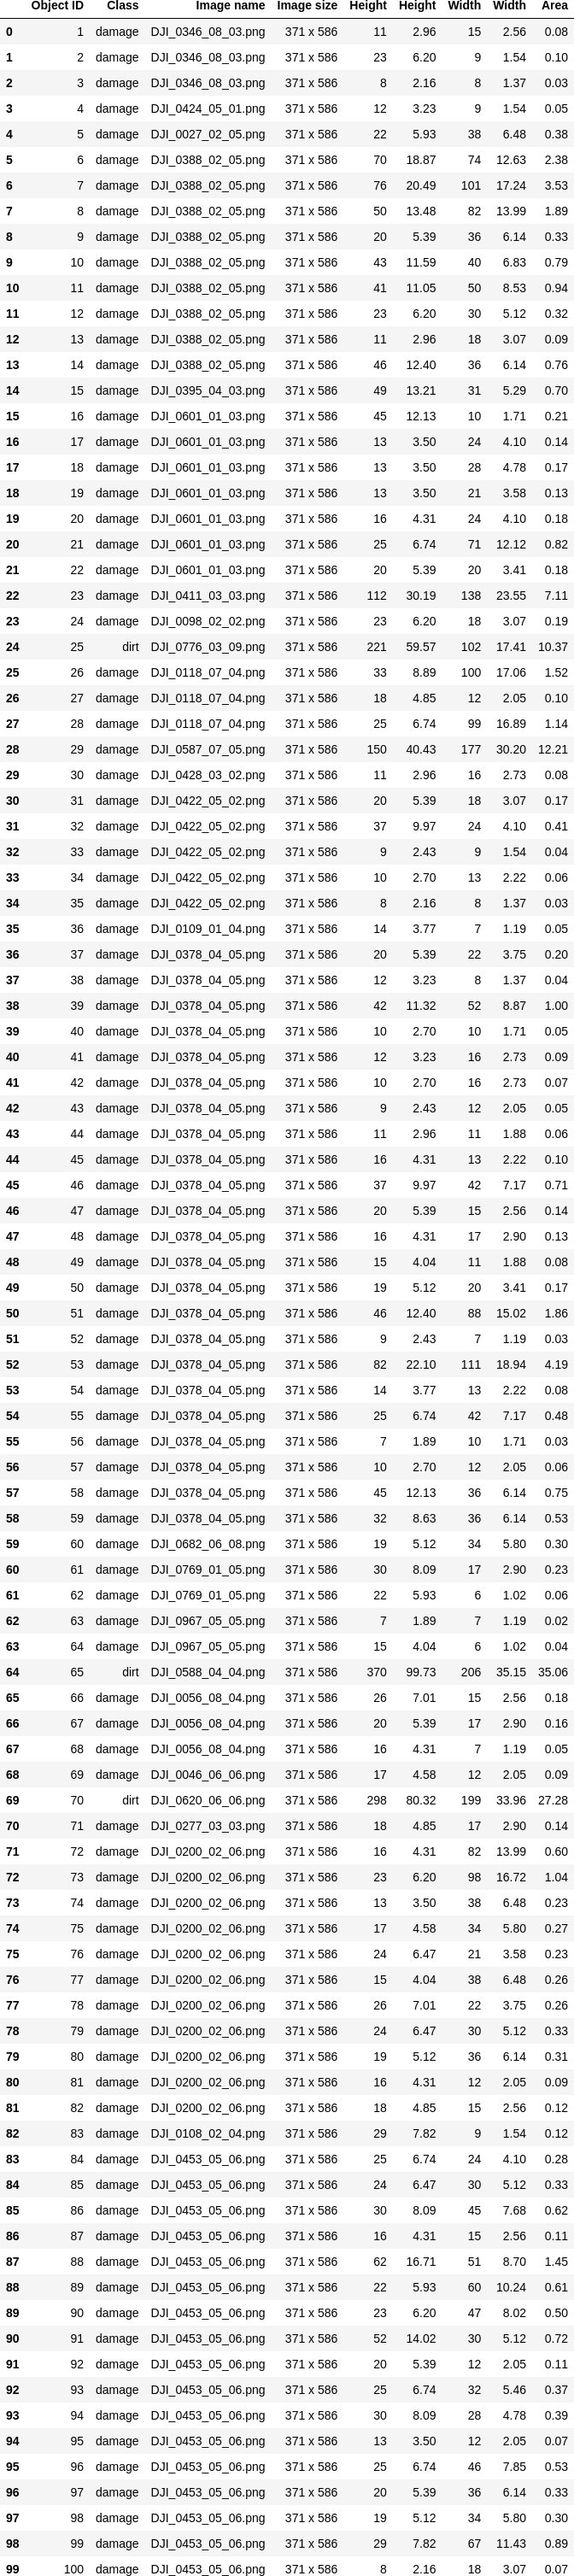 Object ID Class Image name Image size Height Height Width Width Area
0 1 damage DJI_0346_08_03.png 371 x 586 11 2.96 15 2.56 0.08
1 2 damage DJI_0346_08_03.png 371 x 586 23 6.20 9 1.54 0.10
2 3 damage DJI_0346_08_03.png 371 x 586 8 2.16 8 1.37 0.03
3 4 damage DJI_0424_05_01.png 371 x 586 12 3.23 9 1.54 0.05
4 5 damage DJI_0027_02_05.png 371 x 586 22 5.93 38 6.48 0.38
5 6 damage DJI_0388_02_05.png 371 x 586 70 18.87 74 12.63 2.38
6 7 damage DJI_0388_02_05.png 371 x 586 76 20.49 101 17.24 3.53
7 8 damage DJI_0388_02_05.png 371 x 586 50 13.48 82 13.99 1.89
8 9 damage DJI_0388_02_05.png 371 x 586 20 5.39 36 6.14 0.33
9 10 damage DJI_0388_02_05.png 371 x 586 43 11.59 40 6.83 0.79
10 11 damage DJI_0388_02_05.png 371 x 586 41 11.05 50 8.53 0.94
11 12 damage DJI_0388_02_05.png 371 x 586 23 6.20 30 5.12 0.32
12 13 damage DJI_0388_02_05.png 371 x 586 11 2.96 18 3.07 0.09
13 14 damage DJI_0388_02_05.png 371 x 586 46 12.40 36 6.14 0.76
14 15 damage DJI_0395_04_03.png 371 x 586 49 13.21 31 5.29 0.70
15 16 damage DJI_0601_01_03.png 371 x 586 45 12.13 10 1.71 0.21
16 17 damage DJI_0601_01_03.png 371 x 586 13 3.50 24 4.10 0.14
17 18 damage DJI_0601_01_03.png 371 x 586 13 3.50 28 4.78 0.17
18 19 damage DJI_0601_01_03.png 371 x 586 13 3.50 21 3.58 0.13
19 20 damage DJI_0601_01_03.png 371 x 586 16 4.31 24 4.10 0.18
20 21 damage DJI_0601_01_03.png 371 x 586 25 6.74 71 12.12 0.82
21 22 damage DJI_0601_01_03.png 371 x 586 20 5.39 20 3.41 0.18
22 23 damage DJI_0411_03_03.png 371 x 586 112 30.19 138 23.55 7.11
23 24 damage DJI_0098_02_02.png 371 x 586 23 6.20 18 3.07 0.19
24 25 dirt DJI_0776_03_09.png 371 x 586 221 59.57 102 17.41 10.37
25 26 damage DJI_0118_07_04.png 371 x 586 33 8.89 100 17.06 1.52
26 27 damage DJI_0118_07_04.png 371 x 586 18 4.85 12 2.05 0.10
27 28 damage DJI_0118_07_04.png 371 x 586 25 6.74 99 16.89 1.14
28 29 damage DJI_0587_07_05.png 371 x 586 150 40.43 177 30.20 12.21
29 30 damage DJI_0428_03_02.png 371 x 586 11 2.96 16 2.73 0.08
30 31 damage DJI_0422_05_02.png 371 x 586 20 5.39 18 3.07 0.17
31 32 damage DJI_0422_05_02.png 371 x 586 37 9.97 24 4.10 0.41
32 33 damage DJI_0422_05_02.png 371 x 586 9 2.43 9 1.54 0.04
33 34 damage DJI_0422_05_02.png 371 x 586 10 2.70 13 2.22 0.06
34 35 damage DJI_0422_05_02.png 371 x 586 8 2.16 8 1.37 0.03
35 36 damage DJI_0109_01_04.png 371 x 586 14 3.77 7 1.19 0.05
36 37 damage DJI_0378_04_05.png 371 x 586 20 5.39 22 3.75 0.20
37 38 damage DJI_0378_04_05.png 371 x 586 12 3.23 8 1.37 0.04
38 39 damage DJI_0378_04_05.png 371 x 586 42 11.32 52 8.87 1.00
39 40 damage DJI_0378_04_05.png 371 x 586 10 2.70 10 1.71 0.05
40 41 damage DJI_0378_04_05.png 371 x 586 12 3.23 16 2.73 0.09
41 42 damage DJI_0378_04_05.png 371 x 586 10 2.70 16 2.73 0.07
42 43 damage DJI_0378_04_05.png 371 x 586 9 2.43 12 2.05 0.05
43 44 damage DJI_0378_04_05.png 371 x 586 11 2.96 11 1.88 0.06
44 45 damage DJI_0378_04_05.png 371 x 586 16 4.31 13 2.22 0.10
45 46 damage DJI_0378_04_05.png 371 x 586 37 9.97 42 7.17 0.71
46 47 damage DJI_0378_04_05.png 371 x 586 20 5.39 15 2.56 0.14
47 48 damage DJI_0378_04_05.png 371 x 586 16 4.31 17 2.90 0.13
48 49 damage DJI_0378_04_05.png 371 x 586 15 4.04 11 1.88 0.08
49 50 damage DJI_0378_04_05.png 371 x 586 19 5.12 20 3.41 0.17
50 51 damage DJI_0378_04_05.png 371 x 586 46 12.40 88 15.02 1.86
51 52 damage DJI_0378_04_05.png 371 x 586 9 2.43 7 1.19 0.03
52 53 damage DJI_0378_04_05.png 371 x 586 82 22.10 111 18.94 4.19
53 54 damage DJI_0378_04_05.png 371 x 586 14 3.77 13 2.22 0.08
54 55 damage DJI_0378_04_05.png 371 x 586 25 6.74 42 7.17 0.48
55 56 damage DJI_0378_04_05.png 371 x 586 7 1.89 10 1.71 0.03
56 57 damage DJI_0378_04_05.png 371 x 586 10 2.70 12 2.05 0.06
57 58 damage DJI_0378_04_05.png 371 x 586 45 12.13 36 6.14 0.75
58 59 damage DJI_0378_04_05.png 371 x 586 32 8.63 36 6.14 0.53
59 60 damage DJI_0682_06_08.png 371 x 586 19 5.12 34 5.80 0.30
60 61 damage DJI_0769_01_05.png 371 x 586 30 8.09 17 2.90 0.23
61 62 damage DJI_0769_01_05.png 371 x 586 22 5.93 6 1.02 0.06
62 63 damage DJI_0967_05_05.png 371 x 586 7 1.89 7 1.19 0.02
63 64 damage DJI_0967_05_05.png 371 x 586 15 4.04 6 1.02 0.04
64 65 dirt DJI_0588_04_04.png 371 x 586 370 99.73 206 35.15 35.06
65 66 damage DJI_0056_08_04.png 371 x 586 26 7.01 15 2.56 0.18
66 67 damage DJI_0056_08_04.png 371 x 586 20 5.39 17 2.90 0.16
67 68 damage DJI_0056_08_04.png 371 x 586 16 4.31 7 1.19 0.05
68 69 damage DJI_0046_06_06.png 371 x 586 17 4.58 12 2.05 0.09
69 70 dirt DJI_0620_06_06.png 371 x 586 298 80.32 199 33.96 27.28
70 71 damage DJI_0277_03_03.png 371 x 586 18 4.85 17 2.90 0.14
71 72 damage DJI_0200_02_06.png 371 x 586 16 4.31 82 13.99 0.60
72 73 damage DJI_0200_02_06.png 371 x 586 23 6.20 98 16.72 1.04
73 74 damage DJI_0200_02_06.png 371 x 586 13 3.50 38 6.48 0.23
74 75 damage DJI_0200_02_06.png 371 x 586 17 4.58 34 5.80 0.27
75 76 damage DJI_0200_02_06.png 371 x 586 24 6.47 21 3.58 0.23
76 77 damage DJI_0200_02_06.png 371 x 586 15 4.04 38 6.48 0.26
77 78 damage DJI_0200_02_06.png 371 x 586 26 7.01 22 3.75 0.26
78 79 damage DJI_0200_02_06.png 371 x 586 24 6.47 30 5.12 0.33
79 80 damage DJI_0200_02_06.png 371 x 586 19 5.12 36 6.14 0.31
80 81 damage DJI_0200_02_06.png 371 x 586 16 4.31 12 2.05 0.09
81 82 damage DJI_0200_02_06.png 371 x 586 18 4.85 15 2.56 0.12
82 83 damage DJI_0108_02_04.png 371 x 586 29 7.82 9 1.54 0.12
83 84 damage DJI_0453_05_06.png 371 x 586 25 6.74 24 4.10 0.28
84 85 damage DJI_0453_05_06.png 371 x 586 24 6.47 30 5.12 0.33
85 86 damage DJI_0453_05_06.png 371 x 586 30 8.09 45 7.68 0.62
86 87 damage DJI_0453_05_06.png 371 x 586 16 4.31 15 2.56 0.11
87 88 damage DJI_0453_05_06.png 371 x 586 62 16.71 51 8.70 1.45
88 89 damage DJI_0453_05_06.png 371 x 586 22 5.93 60 10.24 0.61
89 90 damage DJI_0453_05_06.png 371 x 586 23 6.20 47 8.02 0.50
90 91 damage DJI_0453_05_06.png 371 x 586 52 14.02 30 5.12 0.72
91 92 damage DJI_0453_05_06.png 371 x 586 20 5.39 12 2.05 0.11
92 93 damage DJI_0453_05_06.png 371 x 586 25 6.74 32 5.46 0.37
93 94 damage DJI_0453_05_06.png 371 x 586 30 8.09 28 4.78 0.39
94 95 damage DJI_0453_05_06.png 371 x 586 13 3.50 12 2.05 0.07
95 96 damage DJI_0453_05_06.png 371 x 586 25 6.74 46 7.85 0.53
96 97 damage DJI_0453_05_06.png 371 x 586 20 5.39 36 6.14 0.33
97 98 damage DJI_0453_05_06.png 371 x 586 19 5.12 34 5.80 0.30
98 99 damage DJI_0453_05_06.png 371 x 586 29 7.82 67 11.43 0.89
99 100 damage DJI_0453_05_06.png 371 x 586 8 2.16 18 3.07 0.07